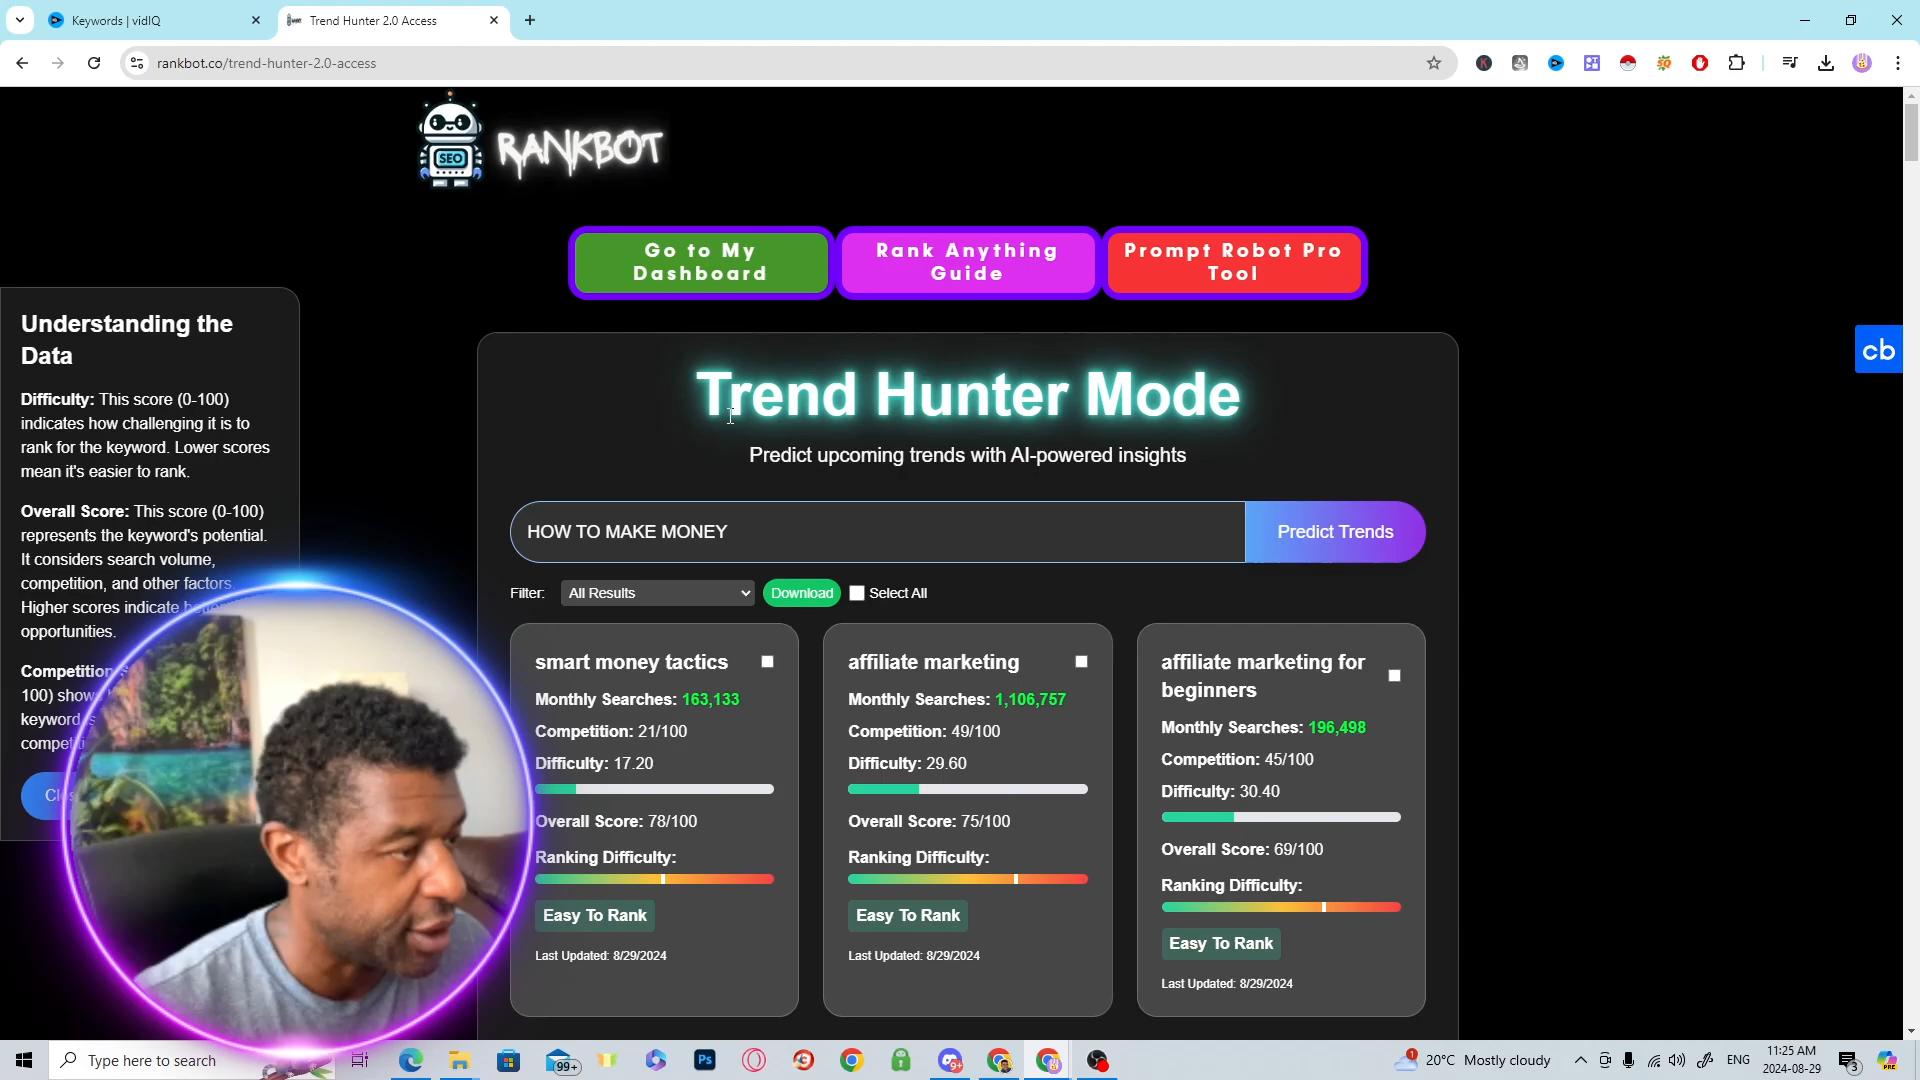 Keywords | vidIQ
Trend Hunter 2.0 Access
rankbot.co/trend-hunter-2.0-access
SEO
RANKBOT
Go to My
Dashboard
Rank Anything
Guide
Prompt Robot Pro
Tool
Understanding the
Data
Difficulty: This score (0-100)
indicates how challenging it is to
rank for the keyword. Lower scores
mean it's easier to rank.
Overall Score: This score (0-100)
represents the keyword's potential.
It considers search volume,
competition, and other factors.
Higher scores indicate
opportunities.
Competition
100)
keyword
cb
Trend Hunter Mode
Predict upcoming trends with AI-powered insights
HOW TO MAKE MONEY
Predict Trends
Filter:
All Results
Download
Select All
smart money tactics
Monthly Searches: 163,133
Competition: 21/100
Difficulty: 17.20
Overall Score: 78/100
Ranking Difficulty:
Easy To Rank
Last Updated: 8/29/2024
affiliate marketing
Monthly Searches: 1,106,757
Competition: 49/100
Difficulty: 29.60
Overall Score: 75/100
Ranking Difficulty:
Easy To Rank
Last Updated: 8/29/2024
affiliate marketing for
beginners
Monthly Searches: 196,498
Competition: 45/100
Difficulty: 30.40
Overall Score: 69/100
Ranking Difficulty:
Easy To Rank
Last Updated: 8/29/2024
Type here to search
99+
Ps
9+
1
20°C Mostly cloudy
ENG
11:25 AM
2024-08-29
3
PRE